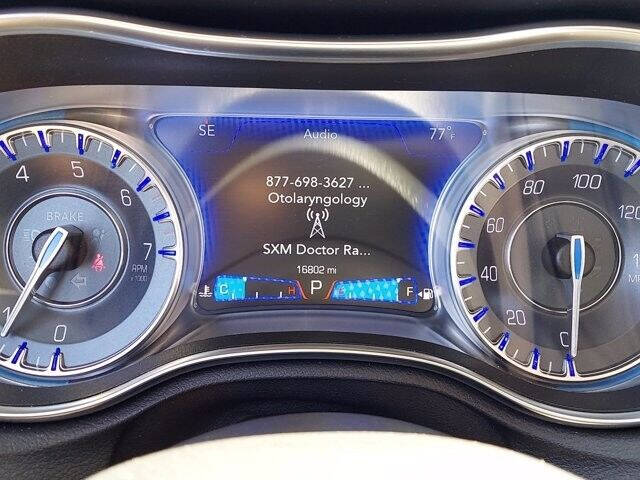 SE Audio 77°F
877-698-3627 ...
Otolaryngology
SXM Doctor Ra...
16802 mi
C H P F
BRAKE
0 1 4 5 6 7
RPM
x1000
0 20 40 60 80 100 120